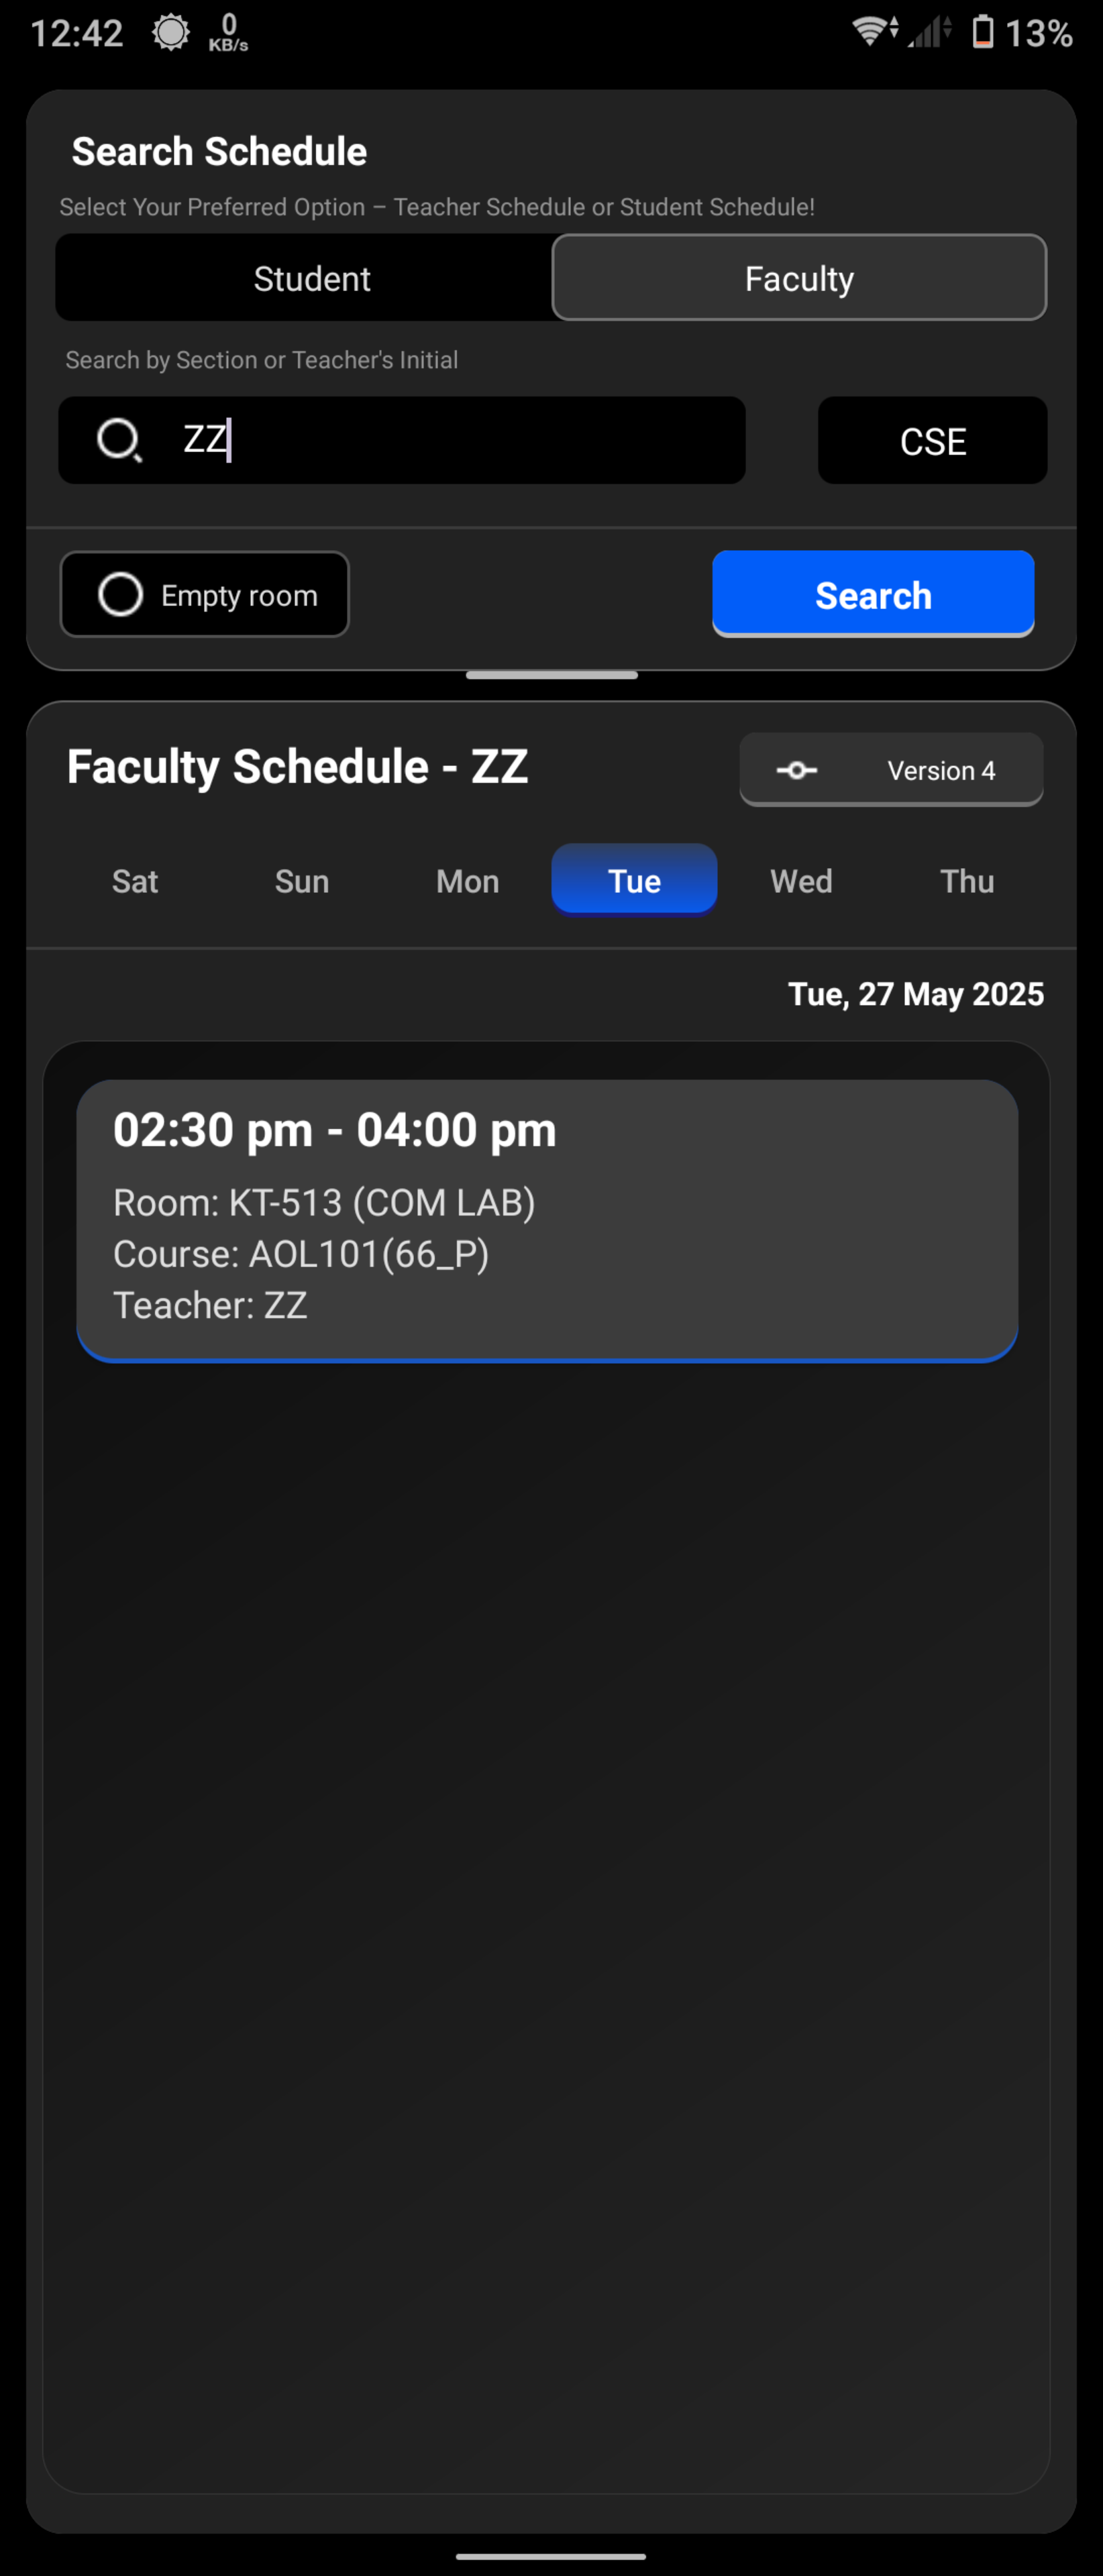 12:42 0 KB/s 13%
Search Schedule
Select Your Preferred Option – Teacher Schedule or Student Schedule!
Student Faculty
Search by Section or Teacher's Initial
ZZ CSE
Empty room Search
Faculty Schedule - ZZ Version 4
Sat Sun Mon Tue Wed Thu
Tue, 27 May 2025
02:30 pm - 04:00 pm
Room: KT-513 (COM LAB)
Course: AOL101(66_P)
Teacher: ZZ